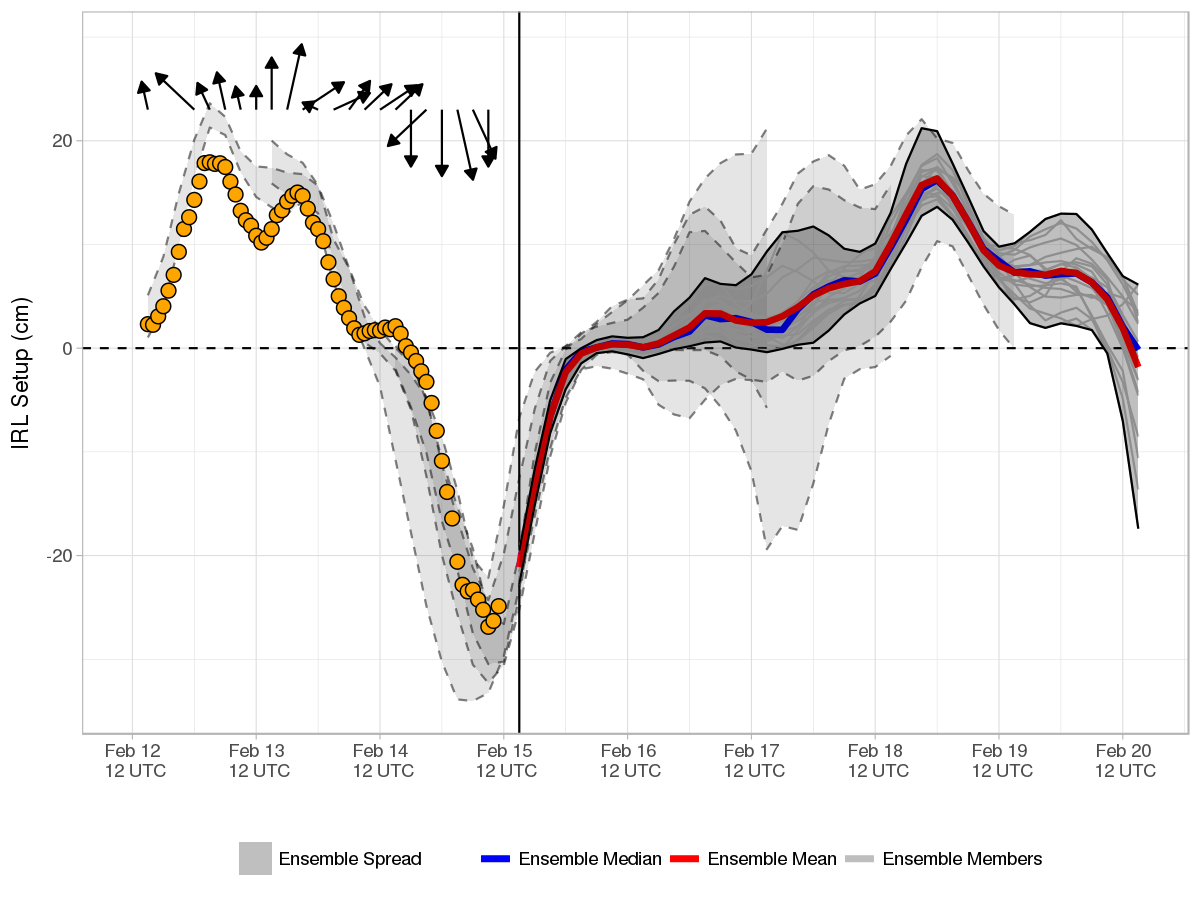 IRL Setup (cm)
20
0
-20
Feb 12 Feb 13 Feb 14 Feb 15 Feb 16 Feb 17 Feb 18 Feb 19 Feb 20
12 UTC 12 UTC 12 UTC 12 UTC 12 UTC 12 UTC 12 UTC 12 UTC 12 UTC
Ensemble Spread Ensemble Median Ensemble Mean Ensemble Members